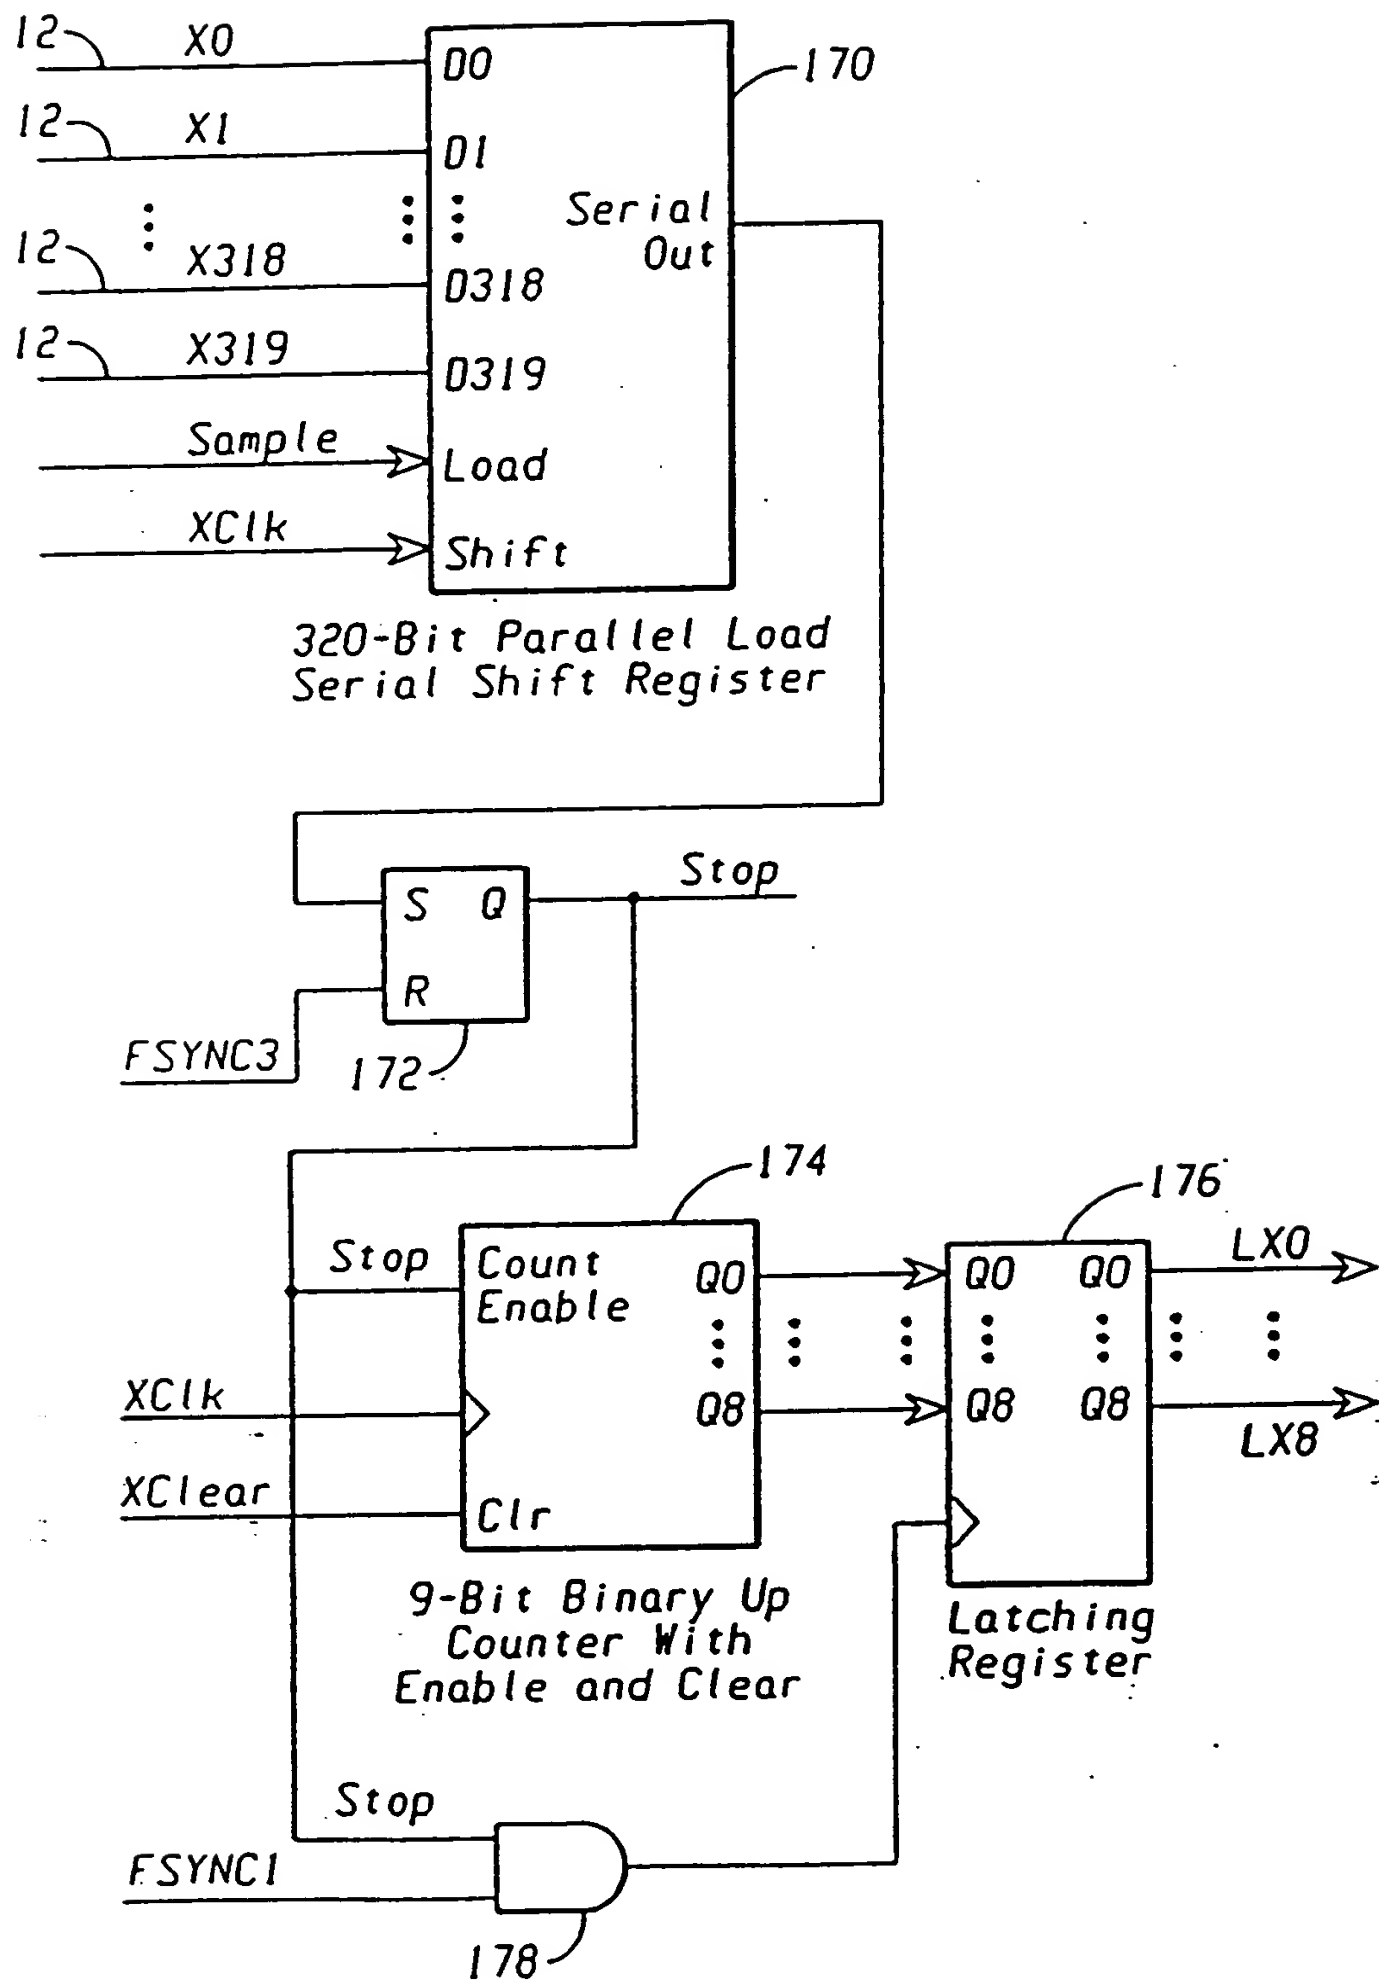 12 X0 D0
170
12 X1 D1
Serial
Out
12 X318 D318
12 X319 D319
Sample Load
XClk Shift
320-Bit Parallel Load
Serial Shift Register
S Q Stop
R
FSYNC3
172
174
176
Stop Count
Enable
Q0 Q0 Q0 LX0
XClk Q8 Q8 Q8 LX8
XClear Clr
9-Bit Binary Up
Counter With
Enable and Clear
Latching
Register
Stop
FSYNC1
178